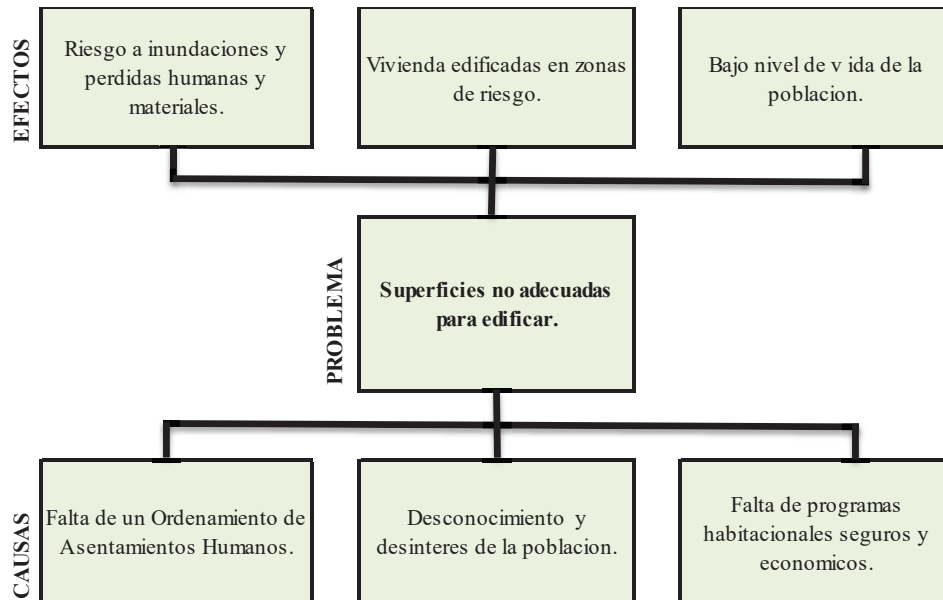 EFECTOS
Riesgo a inundaciones y
perdidas humanas y
materiales.
Vivienda edificadas en zonas
de riesgo.
Bajo nivel de v ida de la
poblacion.
PROBLEMA
Superficies no adecuadas
para edificar.
CAUSAS
Falta de un Ordenamiento de
Asentamientos Humanos.
Desconocimiento y
desinteres de la poblacion.
Falta de programas
habitacionales seguros y
economicos.